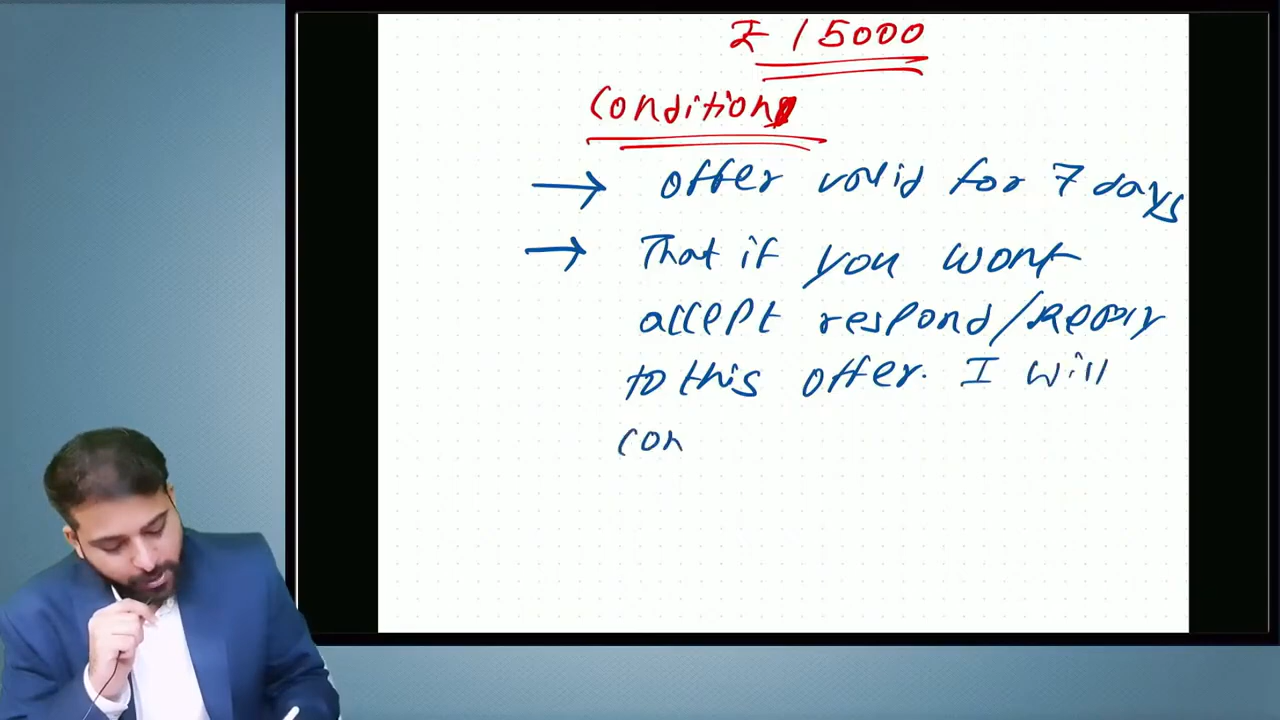 ₹ 15000
Conditions
→ offer valid for 7 days
→ That if you wont
accept respond/Reply
to this offer. I will
con